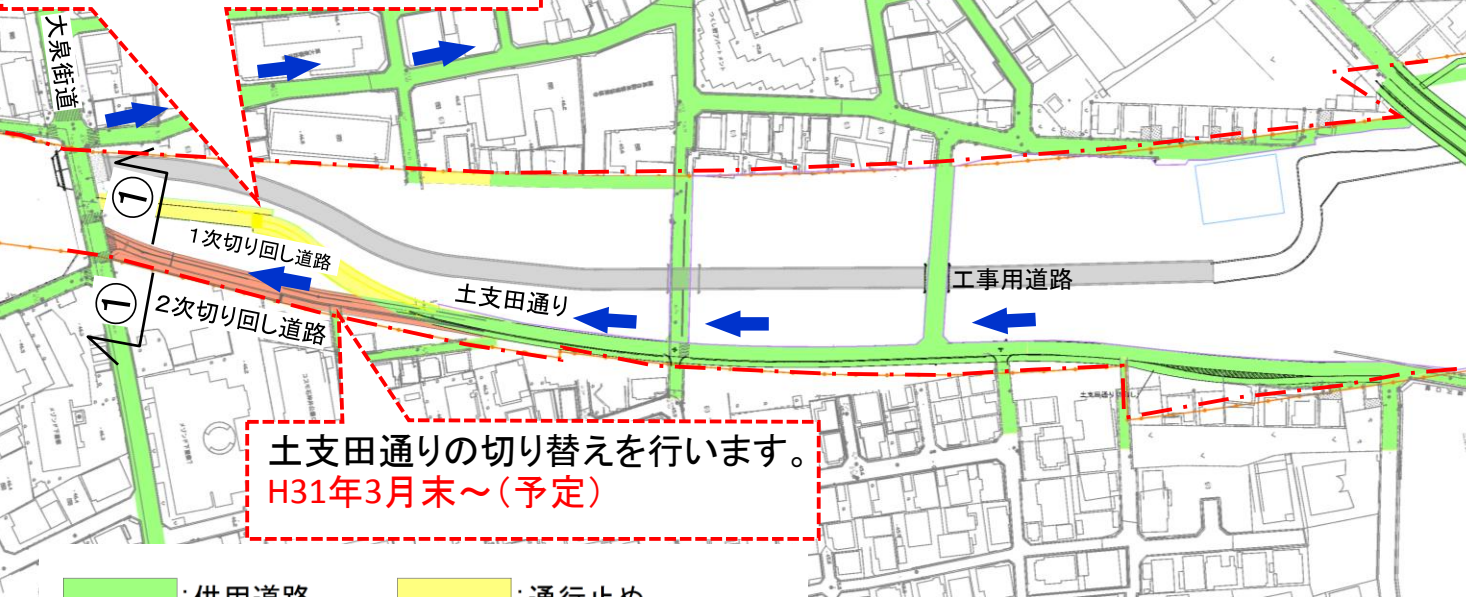 大泉街道
①
1次切り回し道路
①
2次切り回し道路
土支田通り
工事用道路
土支田通りの切り替えを行います。
H31年3月末～（予定）
:供用道路
:通行止め